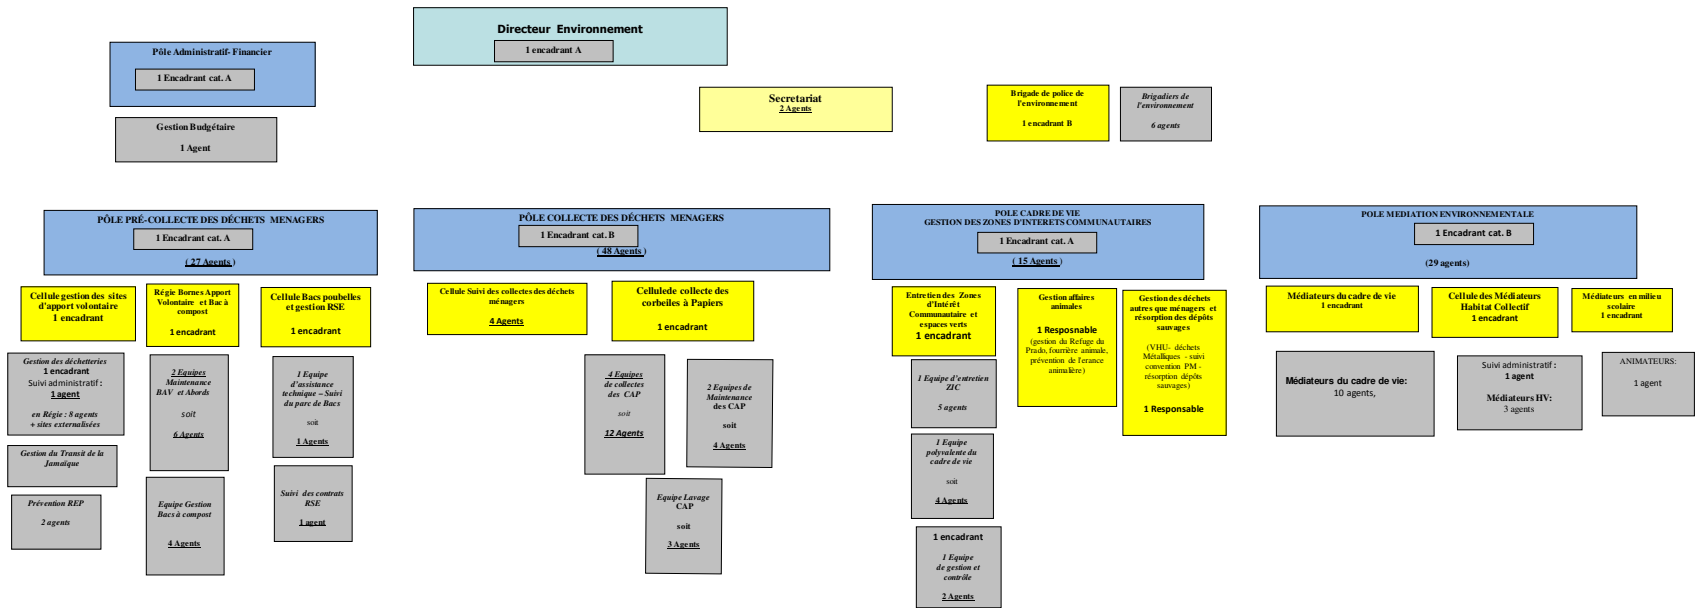 Directeur Environnement
1 encadrant A
Pôle Administratif- Financier
1 Encadrant cat. A
Gestion Budgétaire
1 Agent
Secretariat
2 Agents
Brigade de police de
l'environnement
1 encadrant B
Brigadiers de
l'environnement
6 agents
PÔLE PRÉ-COLLECTE DES DÉCHETS MENAGERS
1 Encadrant cat. A
( 27 Agents )
Cellule gestion des sites
d'apport volontaire
1 encadrant
Gestion des déchetteries
1 encadrant
Suivi administratif :
1 agent
en Régie : 8 agents
+ sites externalisées
Gestion du Transit de la
Jamaïque
Prévention REP
2 agents
Régie Bornes Apport
Volontaire et Bac à
compost
1 encadrant
2 Equipes
Maintenance
BAV et Abords
soit
6 Agents
Equipe Gestion
Bacs à compost
4 Agents
Cellule Bacs poubelles
et gestion RSE
1 encadrant
1 Equipe
d'assistance
technique – Suivi
du parc de Bacs
soit
1 Agents
Suivi des contrats
RSE
1 agent
PÔLE COLLECTE DES DÉCHETS MENAGERS
1 Encadrant cat. B
( 48 Agents )
Cellule Suivi des collectes des déchets
ménagers
4 Agents
Cellulede collecte des
corbeiles à Papiers
1 encadrant
4 Equipes
de collectes
des CAP
soit
12 Agents
2 Equipes de
Maintenance
des CAP
soit
4 Agents
Equipe Lavage
CAP
soit
3 Agents
POLE CADRE DE VIE
GESTION DES ZONES D'INTERETS COMMUNAUTAIRES
1 Encadrant cat. A
( 15 Agents )
Entretien des Zones
d'Intérêt
Communautaire et
espaces verts
1 encadrant
1 Equipe d'entretien
ZIC
5 agents
1 Equipe
polyvalente du
cadre de vie
soit
4 Agents
1 encadrant
1 Equipe
de gestion et
contrôle
2 Agents
Gestion affaires
animales
1 Resposnable
(gestion du Refuge du
Prado, fourrière animale,
prévention de l'erance
animalière)
Gestion des déchets
autres que ménagers et
résorption des dépôts
sauvages
(VHU- déchets
Métalliques - suivi
convention PM -
résorption dépôts
sauvages)
1 Responsable
POLE MEDIATION ENVIRONNEMENTALE
1 Encadrant cat. B
(29 agents)
Médiateurs du cadre de vie
1 encadrant
Médiateurs du cadre de vie:
10 agents,
Cellule des Médiateurs
Habitat Collectif
1 encadrant
Suivi administratif :
1 agent
Médiateurs HV:
3 agents
Médiateurs en milieu
scolaire
1 encadrant
ANIMATEURS:
1 agent